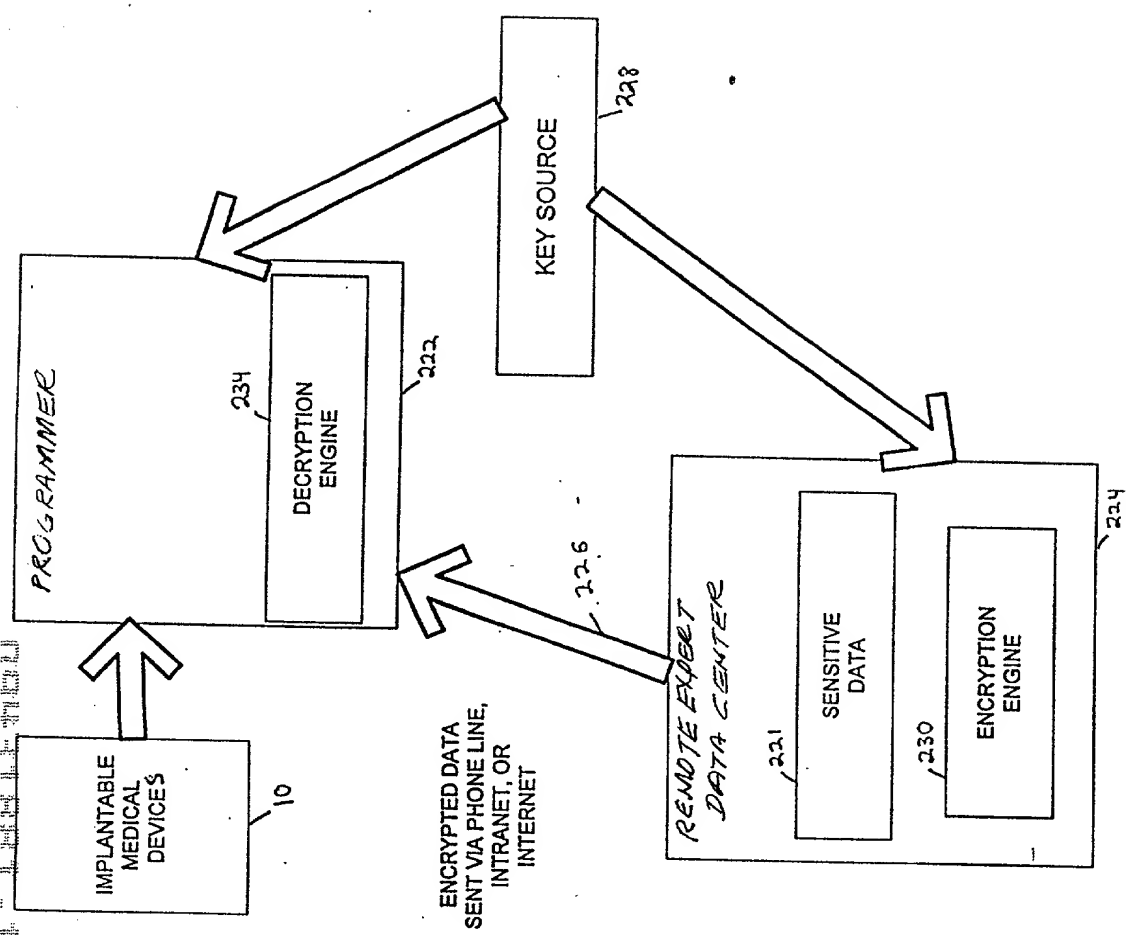 IMPLANTABLE
MEDICAL
DEVICES
10
PROGRAMMER
234
DECRYPTION
ENGINE
222
KEY SOURCE
228
ENCRYPTED DATA
SENT VIA PHONE LINE,
INTRANET, OR
INTERNET
226
REMOTE EXPERT
DATA CENTER
221
SENSITIVE
DATA
230
ENCRYPTION
ENGINE
224